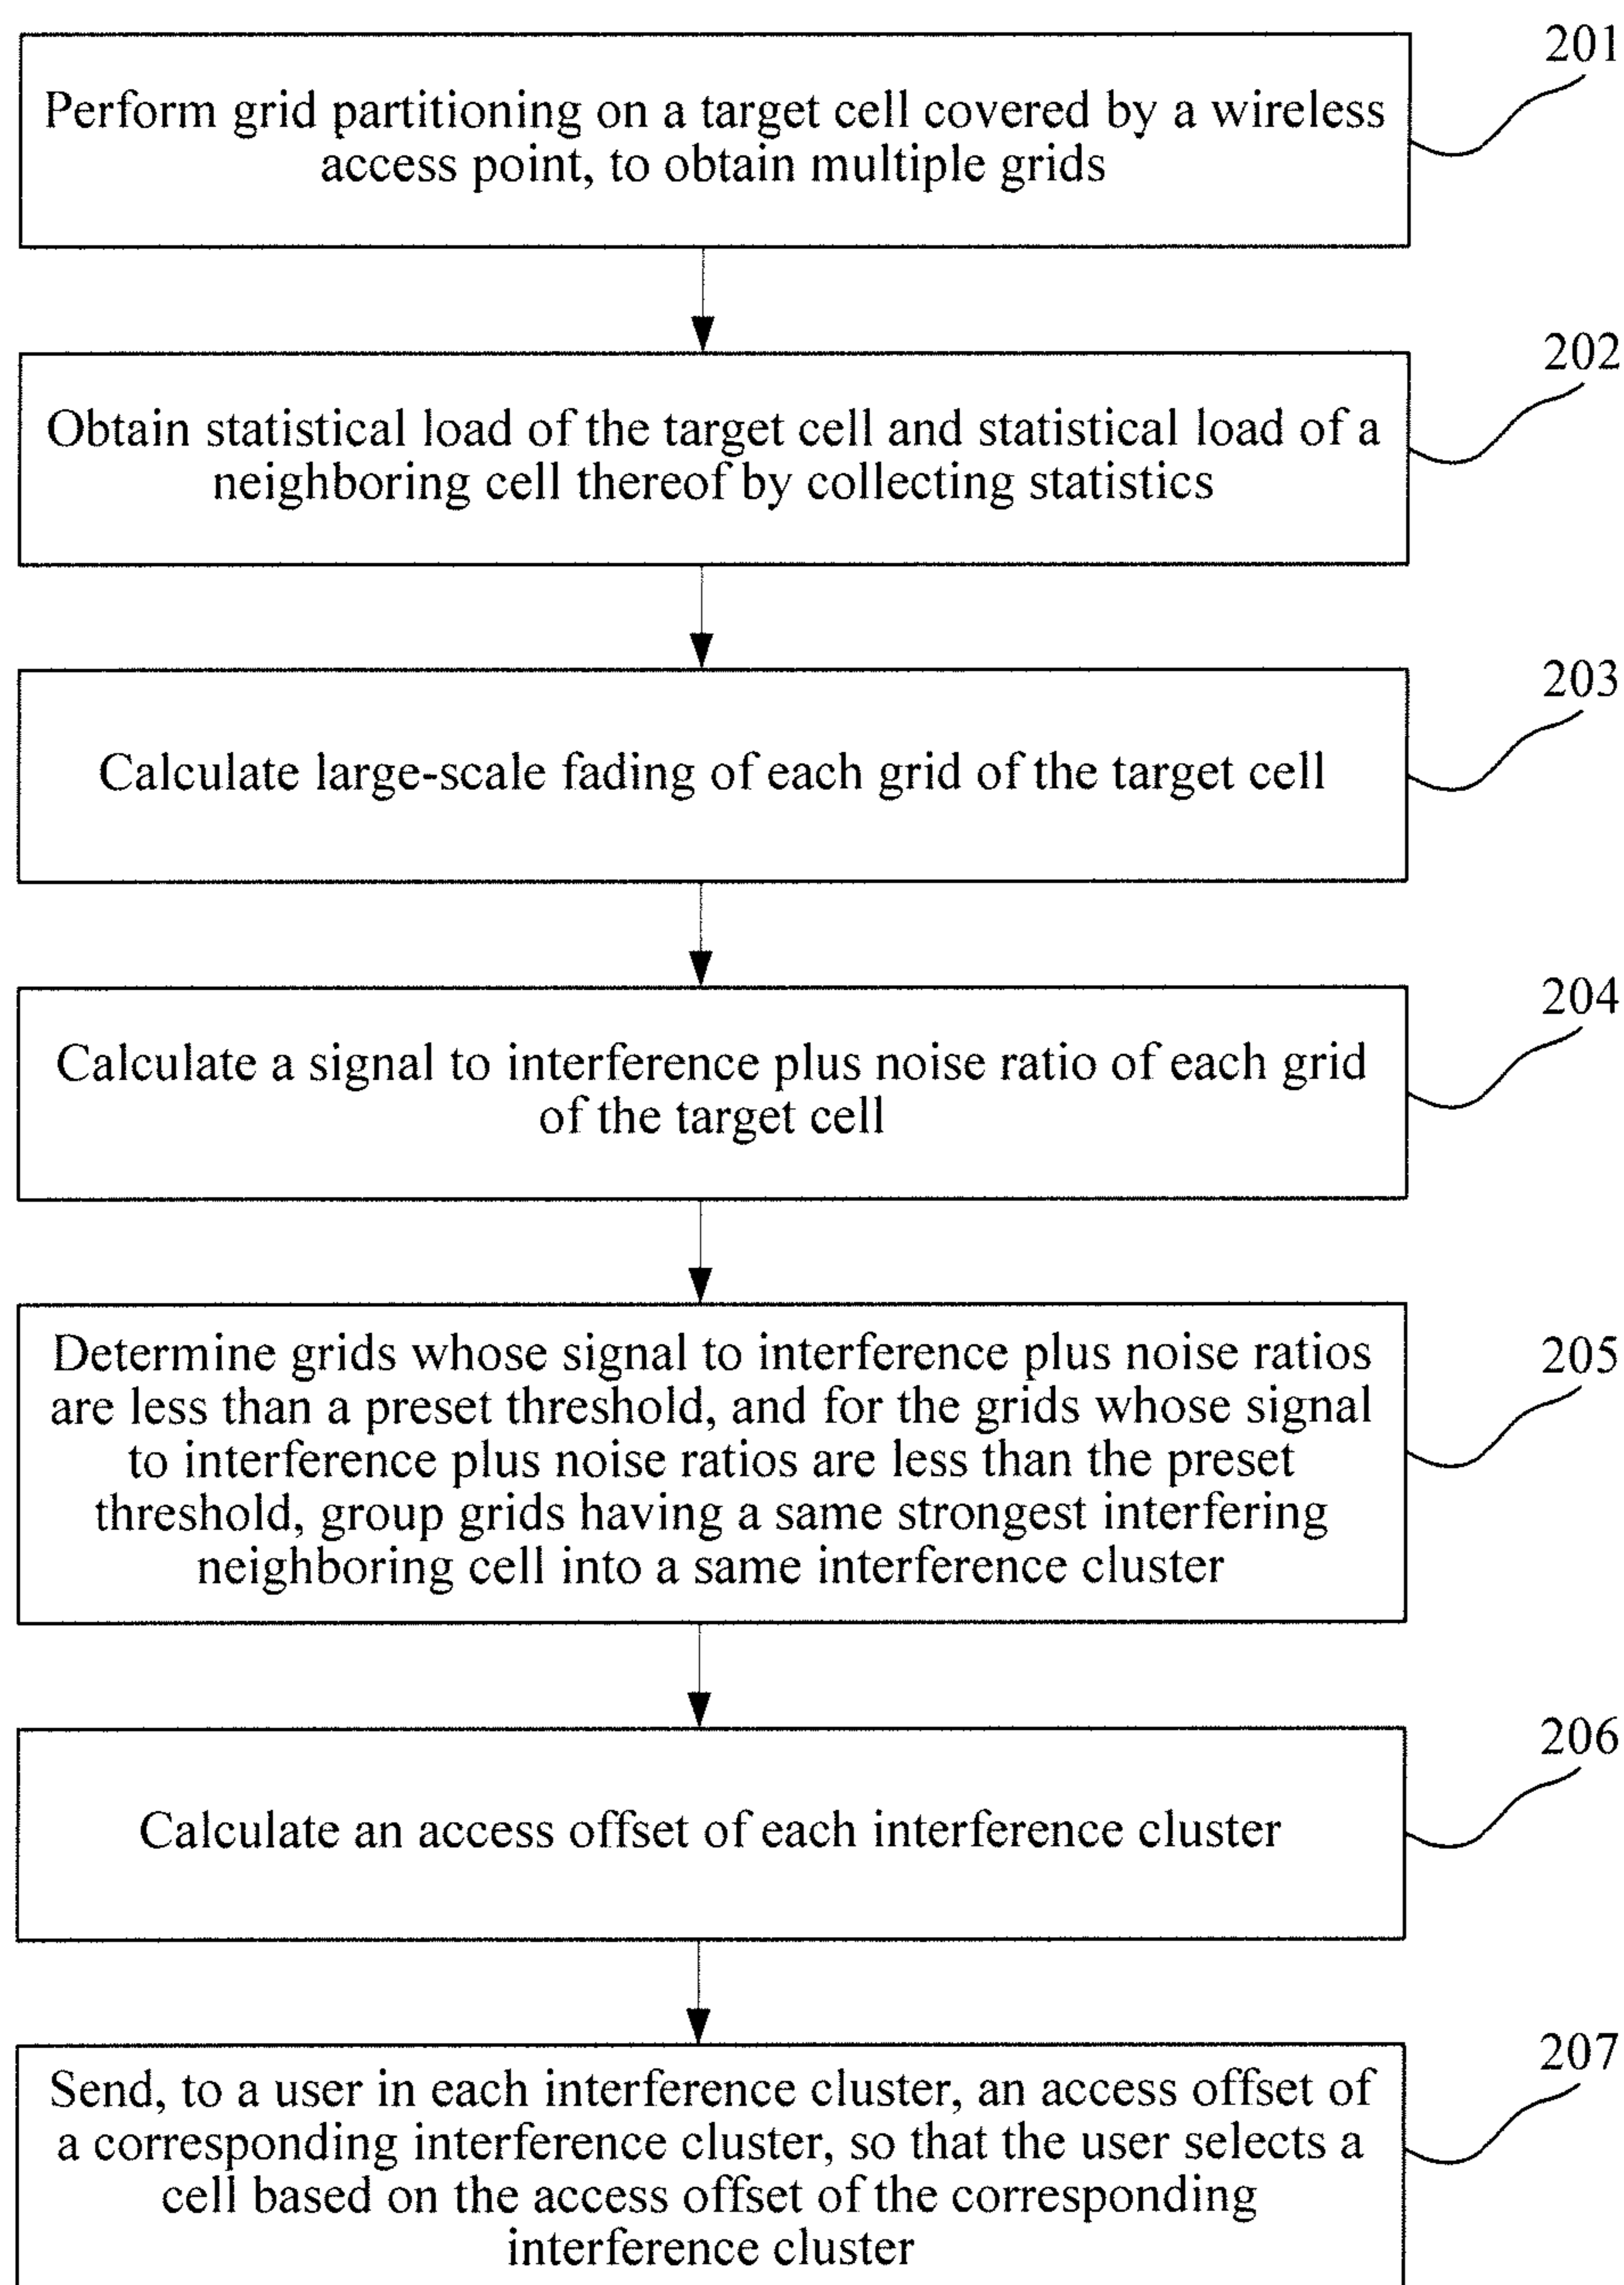 201
Perform grid partitioning on a target cell covered by a wireless
access point, to obtain multiple grids
202
Obtain statistical load of the target cell and statistical load of a
neighboring cell thereof by collecting statistics
203
Calculate large-scale fading of each grid of the target cell
204
Calculate a signal to interference plus noise ratio of each grid
of the target cell
205
Determine grids whose signal to interference plus noise ratios
are less than a preset threshold, and for the grids whose signal
to interference plus noise ratios are less than the preset
threshold, group grids having a same strongest interfering
neighboring cell into a same interference cluster
206
Calculate an access offset of each interference cluster
207
Send, to a user in each interference cluster, an access offset of
a corresponding interference cluster, so that the user selects a
cell based on the access offset of the corresponding
interference cluster